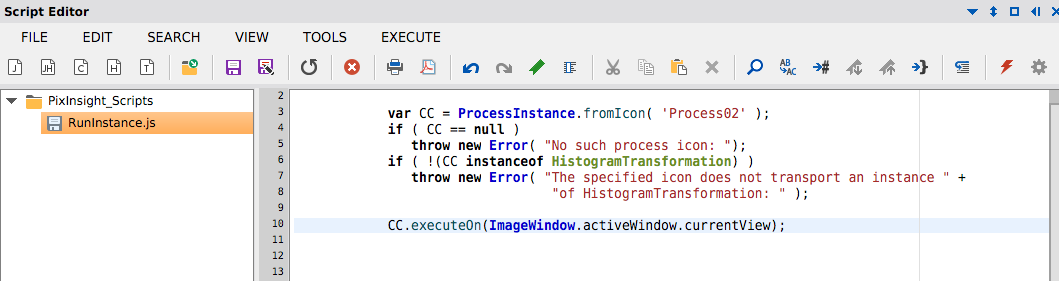 Script Editor
FILE EDIT SEARCH VIEW TOOLS EXECUTE
J JH C H T AB AC
PixInsight_Scripts
RunInstance.js
2
3 var CC = ProcessInstance.fromIcon( 'Process02' );
4 if ( CC == null )
5 throw new Error( "No such process icon: ");
6 if ( !(CC instanceof HistogramTransformation) )
7 throw new Error( "The specified icon does not transport an instance " +
8 "of HistogramTransformation: " );
9
10 CC.executeOn(ImageWindow.activeWindow.currentView);
11
12
13